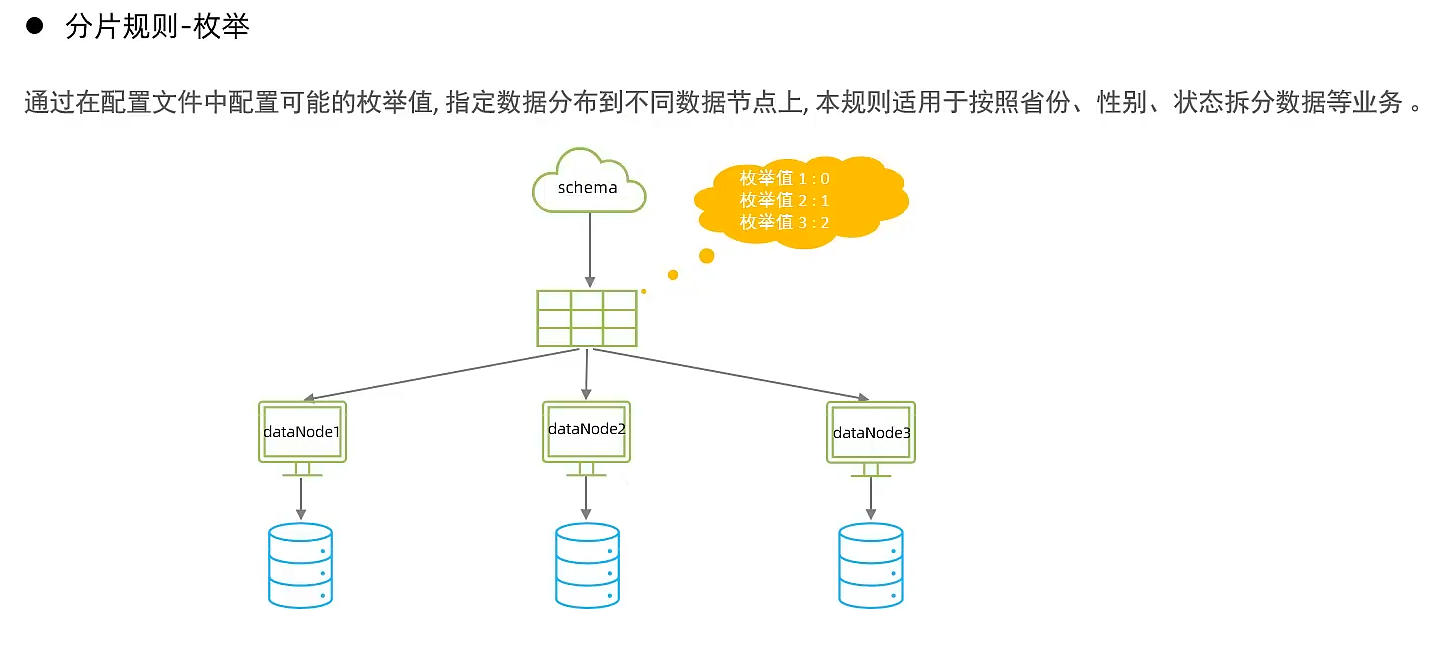 分片规则-枚举
通过在配置文件中配置可能的枚举值, 指定数据分布到不同数据节点上, 本规则适用于按照省份、性别、状态拆分数据等业务 。
schema
枚举值 1 : 0
枚举值 2 : 1
枚举值 3 : 2
dataNode1
dataNode2
dataNode3